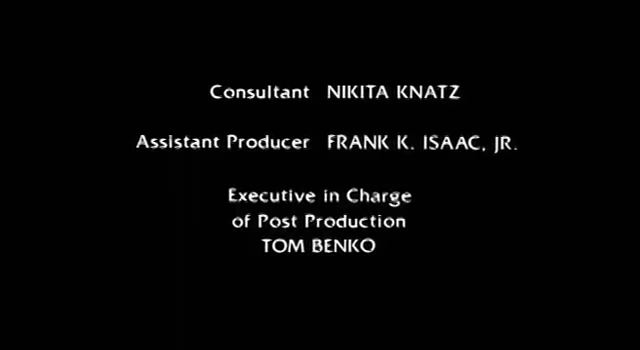 Consultant NIKITA KNATZ
Assistant Producer FRANK K. ISAAC, JR.
Executive in Charge
of Post Production
TOM BENKO